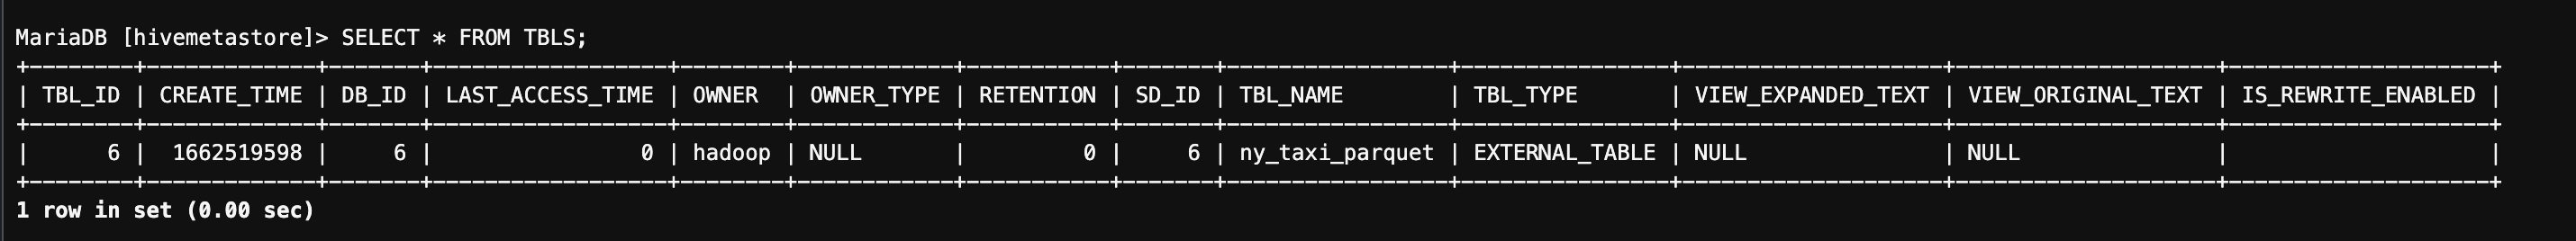 MariaDB [hivemetastore]> SELECT * FROM TBLS;
+--------+-------------+-------+------------------+--------+------------+-----------+-------+-----------------+----------------+--------------------+--------------------+--------------------+
| TBL_ID | CREATE_TIME | DB_ID | LAST_ACCESS_TIME | OWNER  | OWNER_TYPE | RETENTION | SD_ID | TBL_NAME        | TBL_TYPE       | VIEW_EXPANDED_TEXT | VIEW_ORIGINAL_TEXT | IS_REWRITE_ENABLED |
+--------+-------------+-------+------------------+--------+------------+-----------+-------+-----------------+----------------+--------------------+--------------------+--------------------+
|      6 |  1662519598 |     6 |                0 | hadoop | NULL       |         0 |     6 | ny_taxi_parquet | EXTERNAL_TABLE | NULL               | NULL               |                    |
+--------+-------------+-------+------------------+--------+------------+-----------+-------+-----------------+----------------+--------------------+--------------------+--------------------+
1 row in set (0.00 sec)